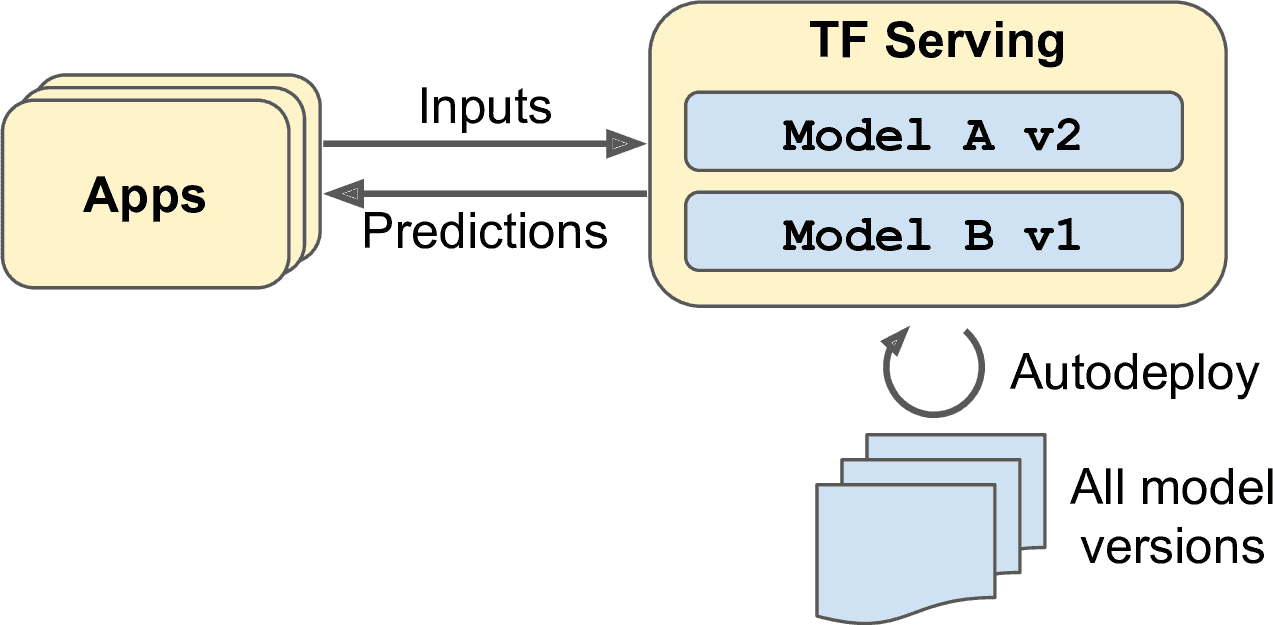 TF Serving
Inputs
Model A v2
Apps
Predictions
Model B v1
Autodeploy
All model
versions